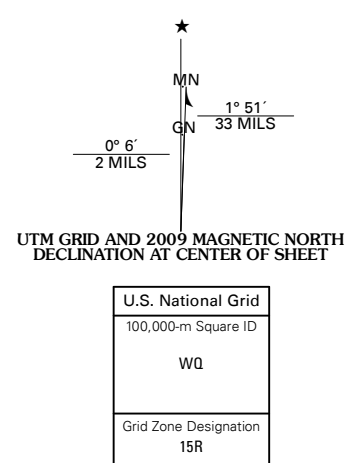 ★
MN
1° 51´
33 MILS
GN
0° 6´
2 MILS
UTM GRID AND 2009 MAGNETIC NORTH
DECLINATION AT CENTER OF SHEET
U.S. National Grid
100,000-m Square ID
WQ
Grid Zone Designation
15R